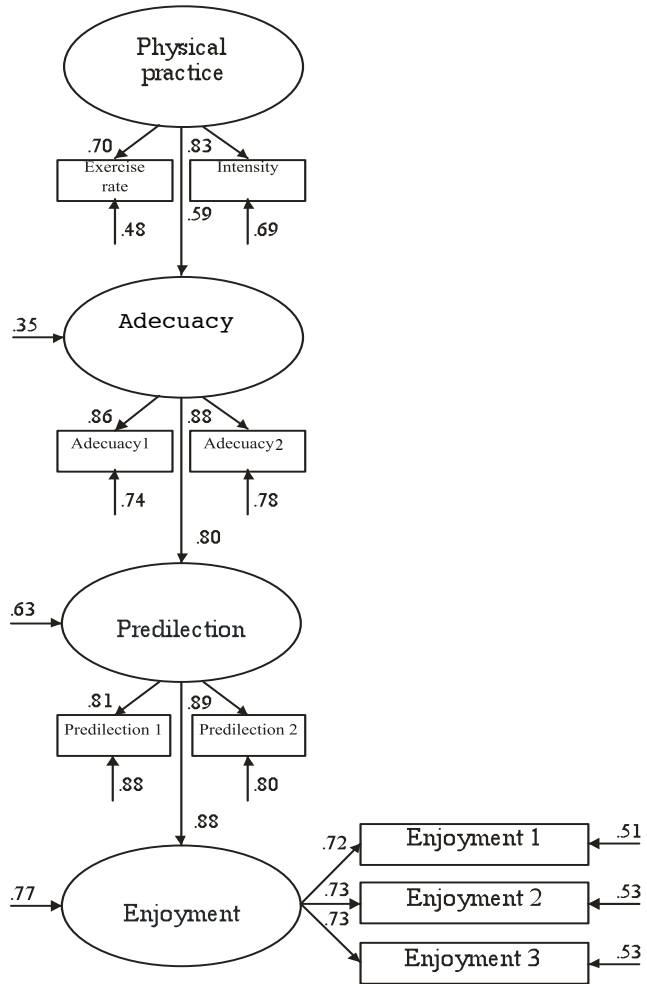 Physical
practice
.70
.83
Exercise
rate
Intensity
.48
.59
.69
Adecuacy
.35
.86
.88
Adecuacy1
Adecuacy2
.74
.78
.80
Predilection
.63
.81
.89
Predilection 1
Predilection 2
.88
.80
.88
Enjoyment
.77
.72
Enjoyment 1
.51
.73
Enjoyment 2
.53
.73
Enjoyment 3
.53